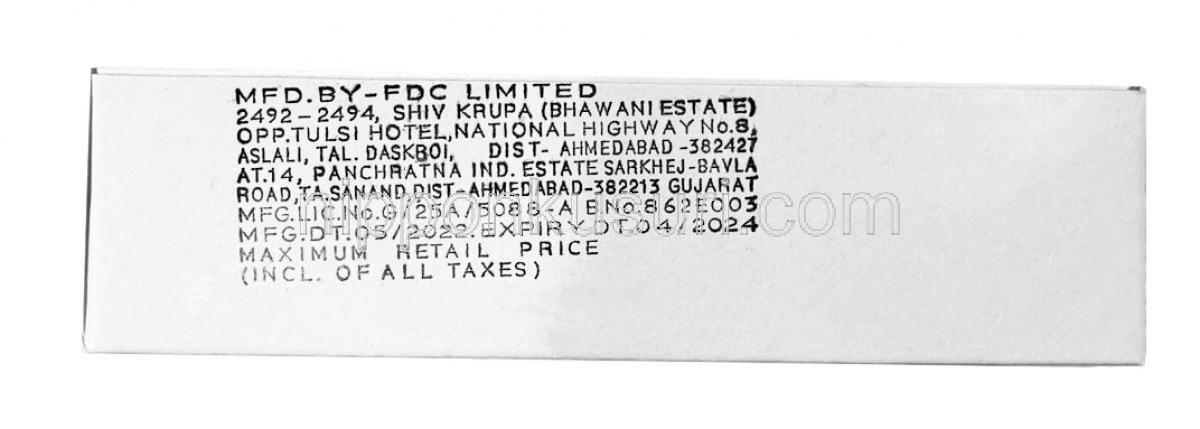 MFD.BY-FDC LIMITED
2492-2494, SHIV KRUPA (BHAWANI ESTATE)
OPP.TULSI HOTEL, NATIONAL HIGHWAY No.8,
ASLALI, TAL. DASKROI, DIST- AHMEDABAD -382427
AT.14, PANCHRATNA IND. ESTATE SARKHEJ-BAVLA
ROAD,TA.SANAND,DIST-AHMEDABAD-382213 GUJARAT
MFG.LIC.No.G/25A/5088-A B.No.862E003
MFG.DT.05/2022.EXPIRY DT.04/2024
MAXIMUM RETAIL PRICE
(INCL. OF ALL TAXES)
nipponkusuri.com